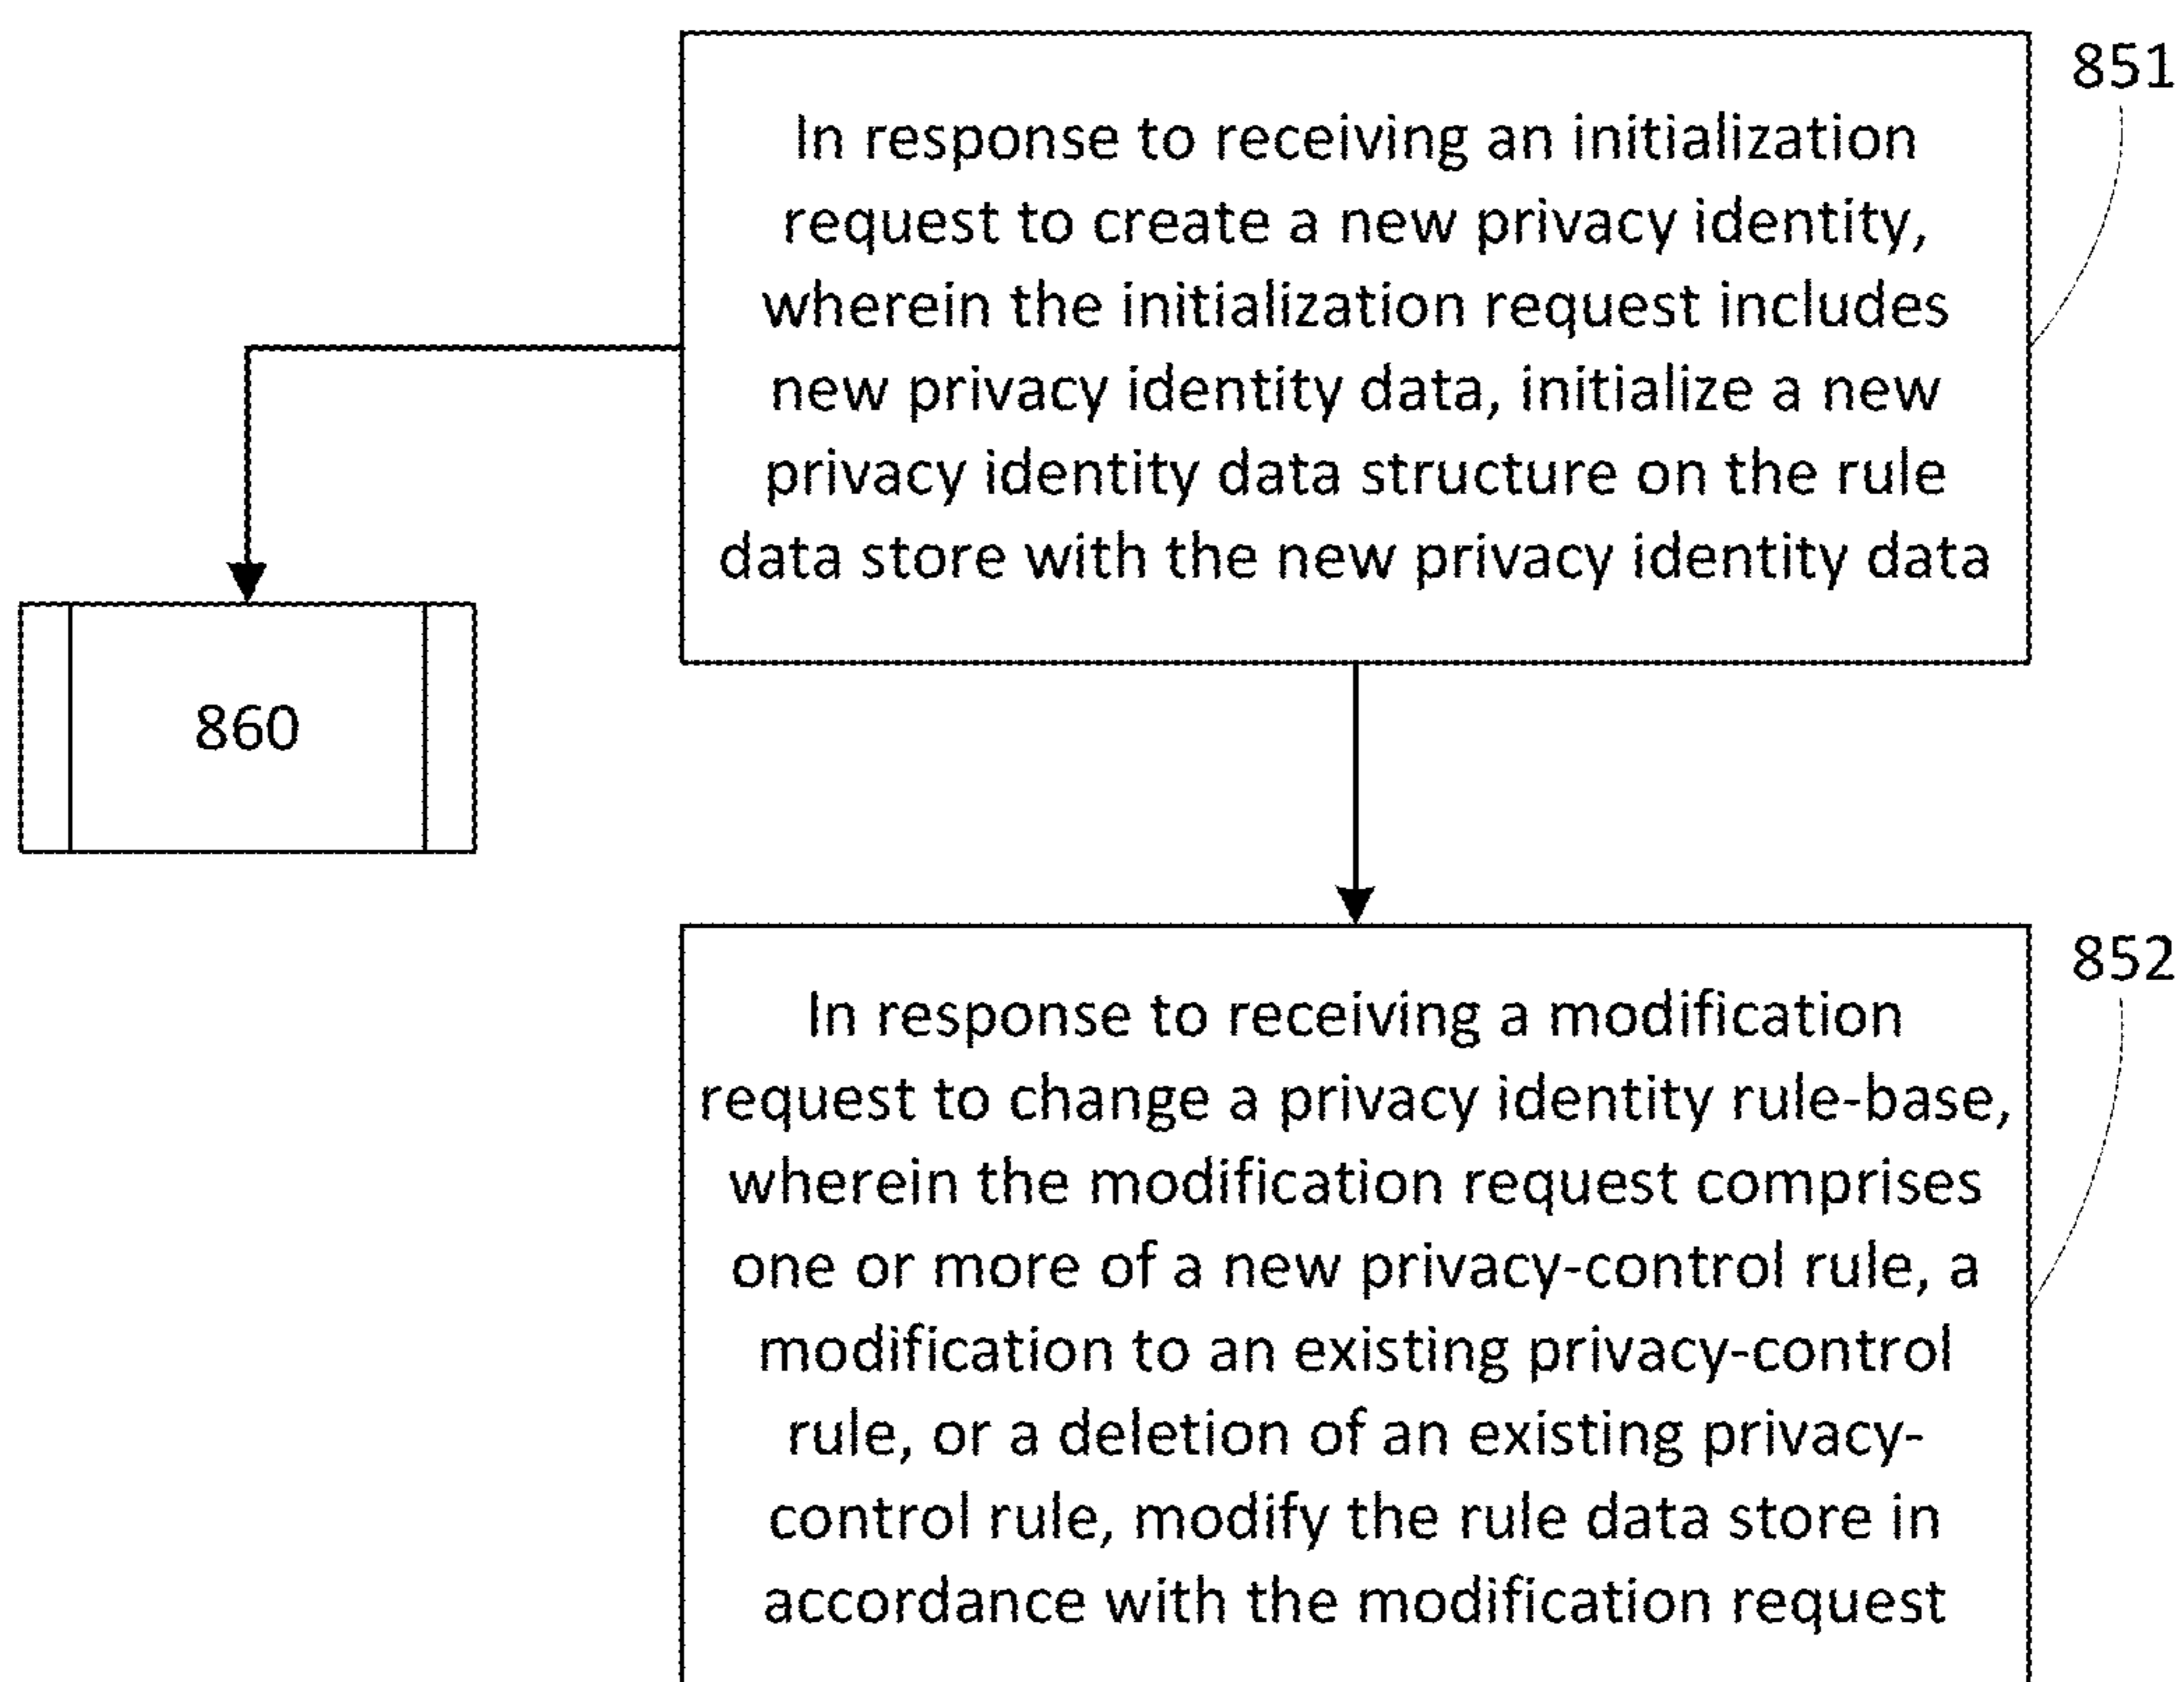 851
In response to receiving an initialization
request to create a new privacy identity,
wherein the initialization request includes
new privacy identity data, initialize a new
privacy identity data structure on the rule
data store with the new privacy identity data
860
852
In response to receiving a modification
request to change a privacy identity rule-base,
wherein the modification request comprises
one or more of a new privacy-control rule, a
modification to an existing privacy-control
rule, or a deletion of an existing privacy-
control rule, modify the rule data store in
accordance with the modification request